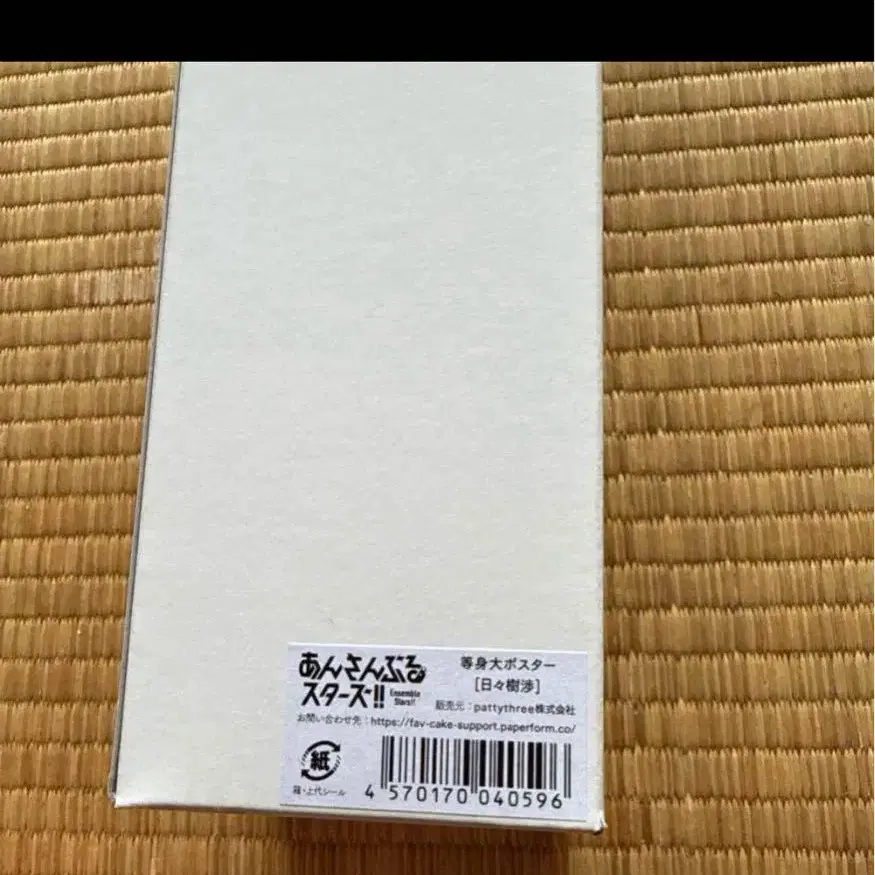 あんさんぶる
スターズ!!
Ensemble
Stars!!
等身大ポスター
[日々樹渉]
販売元：pattythree株式会社
お問い合わせ先：https://fav-cake-support.paperform.co/
紙
箱・上代シール
4 570170 040596